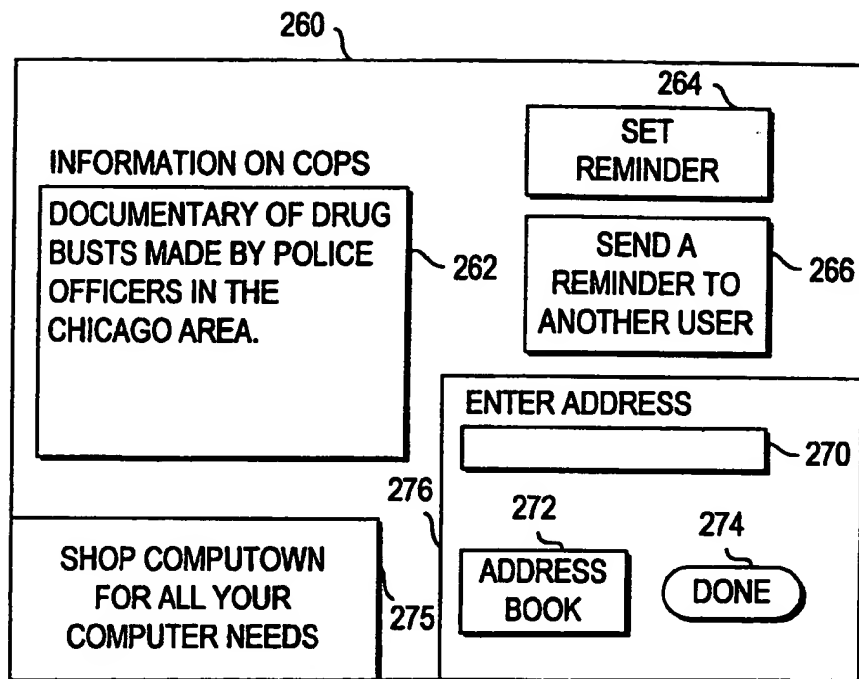 260
264
SET
REMINDER
INFORMATION ON COPS
DOCUMENTARY OF DRUG
BUSTS MADE BY POLICE
OFFICERS IN THE
CHICAGO AREA.
262
SEND A
REMINDER TO
ANOTHER USER
266
ENTER ADDRESS
270
276
272
274
ADDRESS
BOOK
DONE
SHOP COMPUTOWN
FOR ALL YOUR
COMPUTER NEEDS
275